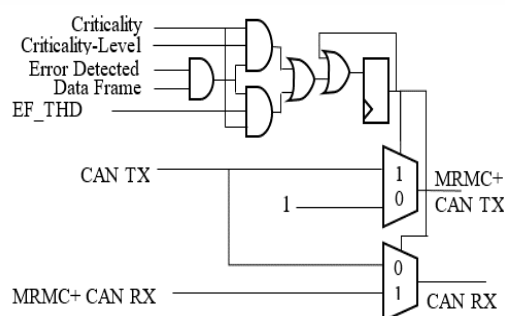 Criticality
Criticality-Level
Error Detected
Data Frame
EF_THD
CAN TX
1
0
MRMC+
CAN TX
1
0
1
MRMC+ CAN RX
CAN RX